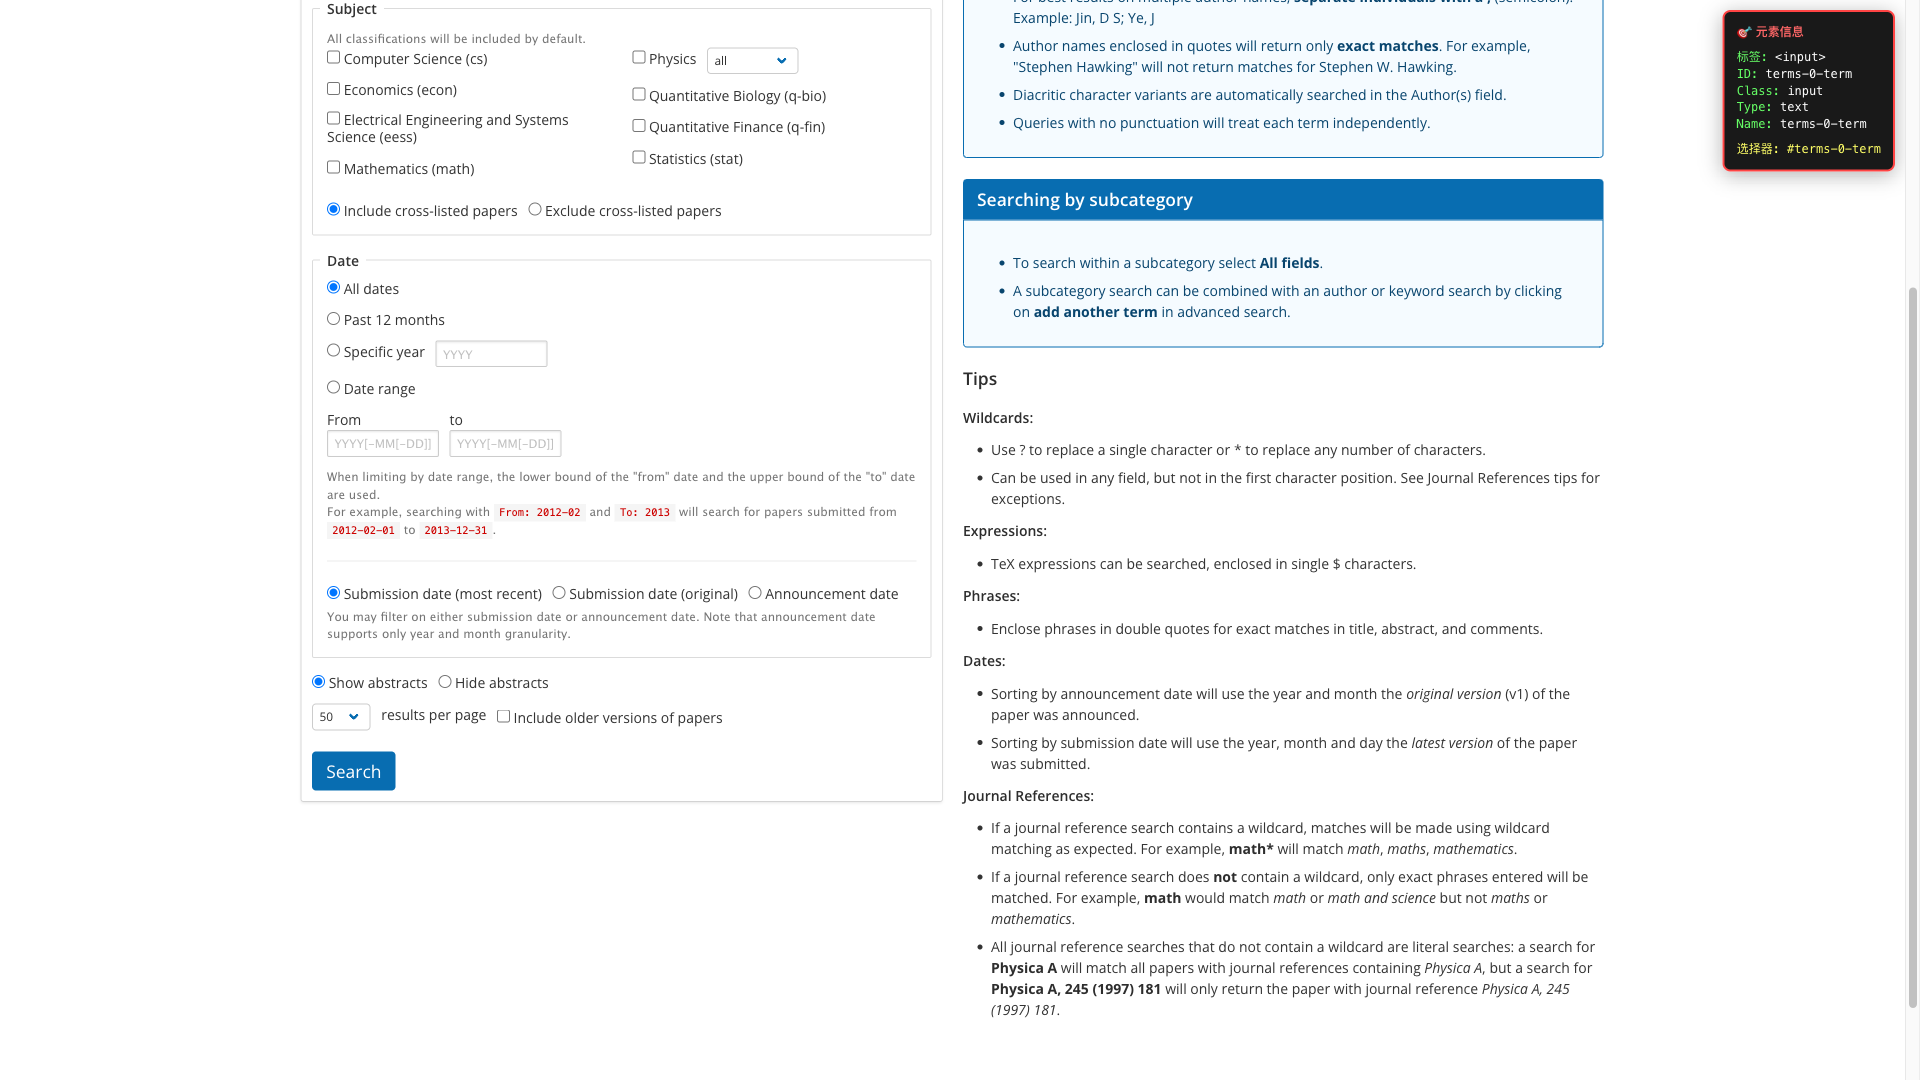 Subject
All classifications will be included by default.
Computer Science (cs)
Economics (econ)
Electrical Engineering and Systems
Science (eess)
Mathematics (math)
Physics
all
Quantitative Biology (q-bio)
Quantitative Finance (q-fin)
Statistics (stat)
Include cross-listed papers Exclude cross-listed papers
Date
All dates
Past 12 months
Specific year YYYY
Date range
From to
YYYY[-MM[-DD]] YYYY[-MM[-DD]]
When limiting by date range, the lower bound of the "from" date and the upper bound of the "to" date
are used.
For example, searching with From: 2012-02 and To: 2013 will search for papers submitted from
2012-02-01 to 2013-12-31.
Submission date (most recent) Submission date (original) Announcement date
You may filter on either submission date or announcement date. Note that announcement date
supports only year and month granularity.
Show abstracts Hide abstracts
50 results per page Include older versions of papers
Search
For best results on multiple author names, separate individuals with a ; (semicolon).
Example: Jin, D S; Ye, J
Author names enclosed in quotes will return only exact matches. For example,
"Stephen Hawking" will not return matches for Stephen W. Hawking.
Diacritic character variants are automatically searched in the Author(s) field.
Queries with no punctuation will treat each term independently.
Searching by subcategory
To search within a subcategory select All fields.
A subcategory search can be combined with an author or keyword search by clicking
on add another term in advanced search.
Tips
Wildcards:
Use ? to replace a single character or * to replace any number of characters.
Can be used in any field, but not in the first character position. See Journal References tips for
exceptions.
Expressions:
TeX expressions can be searched, enclosed in single $ characters.
Phrases:
Enclose phrases in double quotes for exact matches in title, abstract, and comments.
Dates:
Sorting by announcement date will use the year and month the original version (v1) of the
paper was announced.
Sorting by submission date will use the year, month and day the latest version of the paper
was submitted.
Journal References:
If a journal reference search contains a wildcard, matches will be made using wildcard
matching as expected. For example, math* will match math, maths, mathematics.
If a journal reference search does not contain a wildcard, only exact phrases entered will be
matched. For example, math would match math or math and science but not maths or
mathematics.
All journal reference searches that do not contain a wildcard are literal searches: a search for
Physica A will match all papers with journal references containing Physica A, but a search for
Physica A, 245 (1997) 181 will only return the paper with journal reference Physica A, 245
(1997) 181.
元素信息
标签: <input>
ID: terms-0-term
Class: input
Type: text
Name: terms-0-term
选择器: #terms-0-term